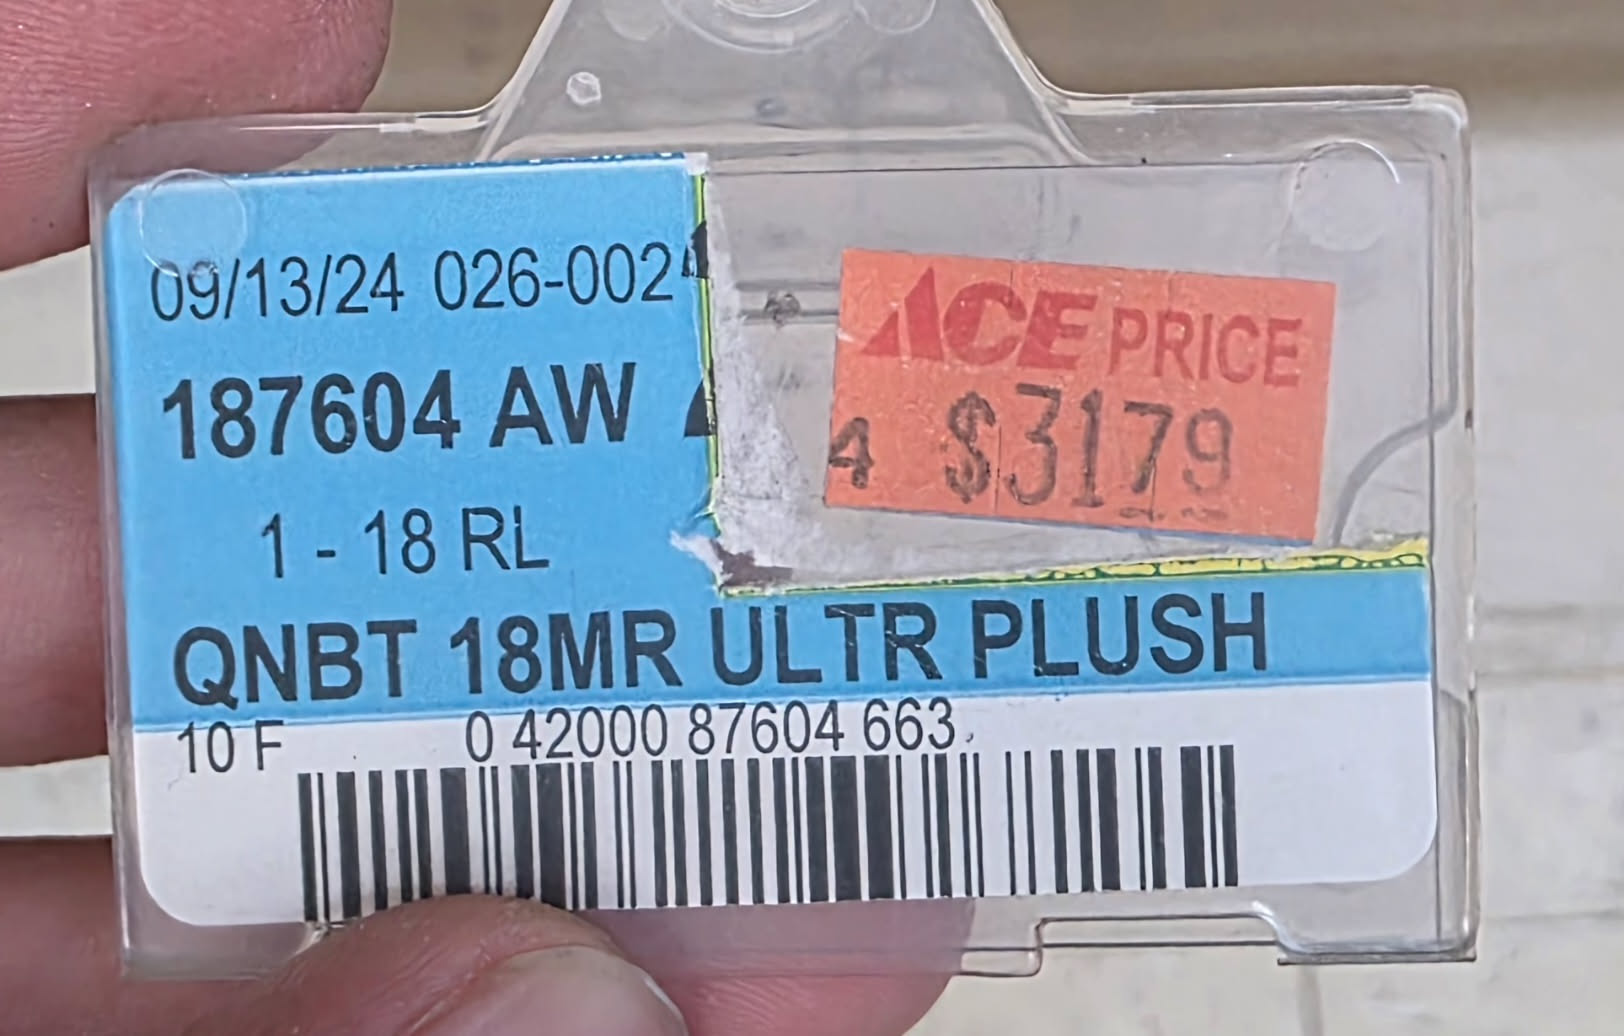 09/13/24 026-002
187604 AW
1 - 18 RL
ACE PRICE
4 $3179
QNBT 18MR ULTR PLUSH
10 F 0 42000 87604 663